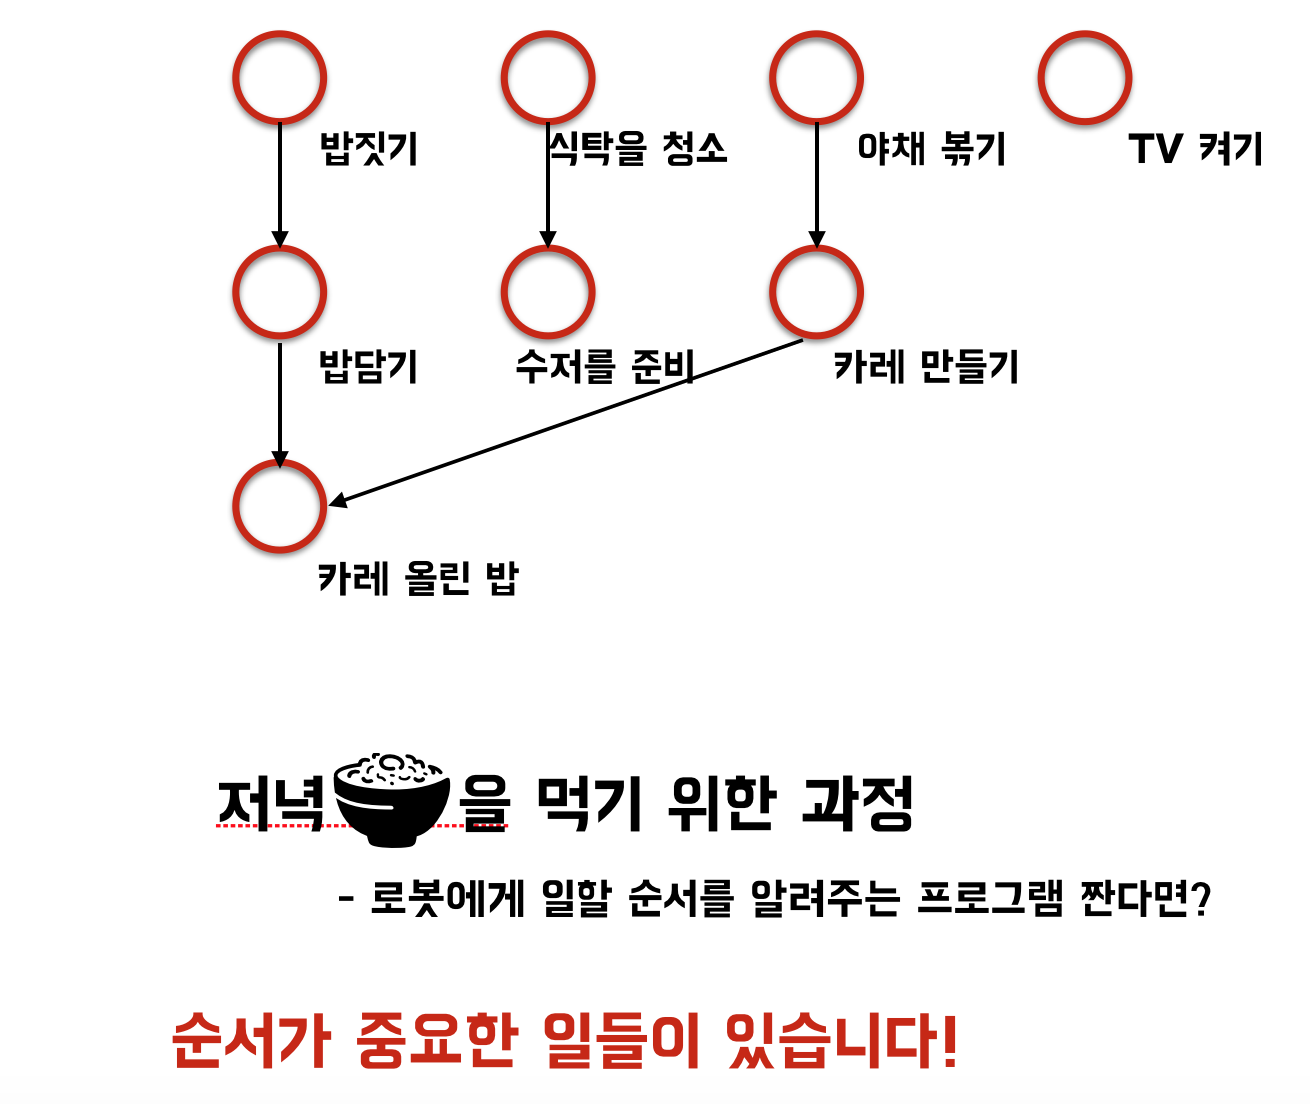 밥짓기 식탁을 청소 야채 볶기 TV 켜기
밥담기 수저를 준비 카레 만들기
카레 올린 밥
저녁을 먹기 위한 과정
- 로봇에게 일할 순서를 알려주는 프로그램 짠다면?
순서가 중요한 일들이 있습니다!